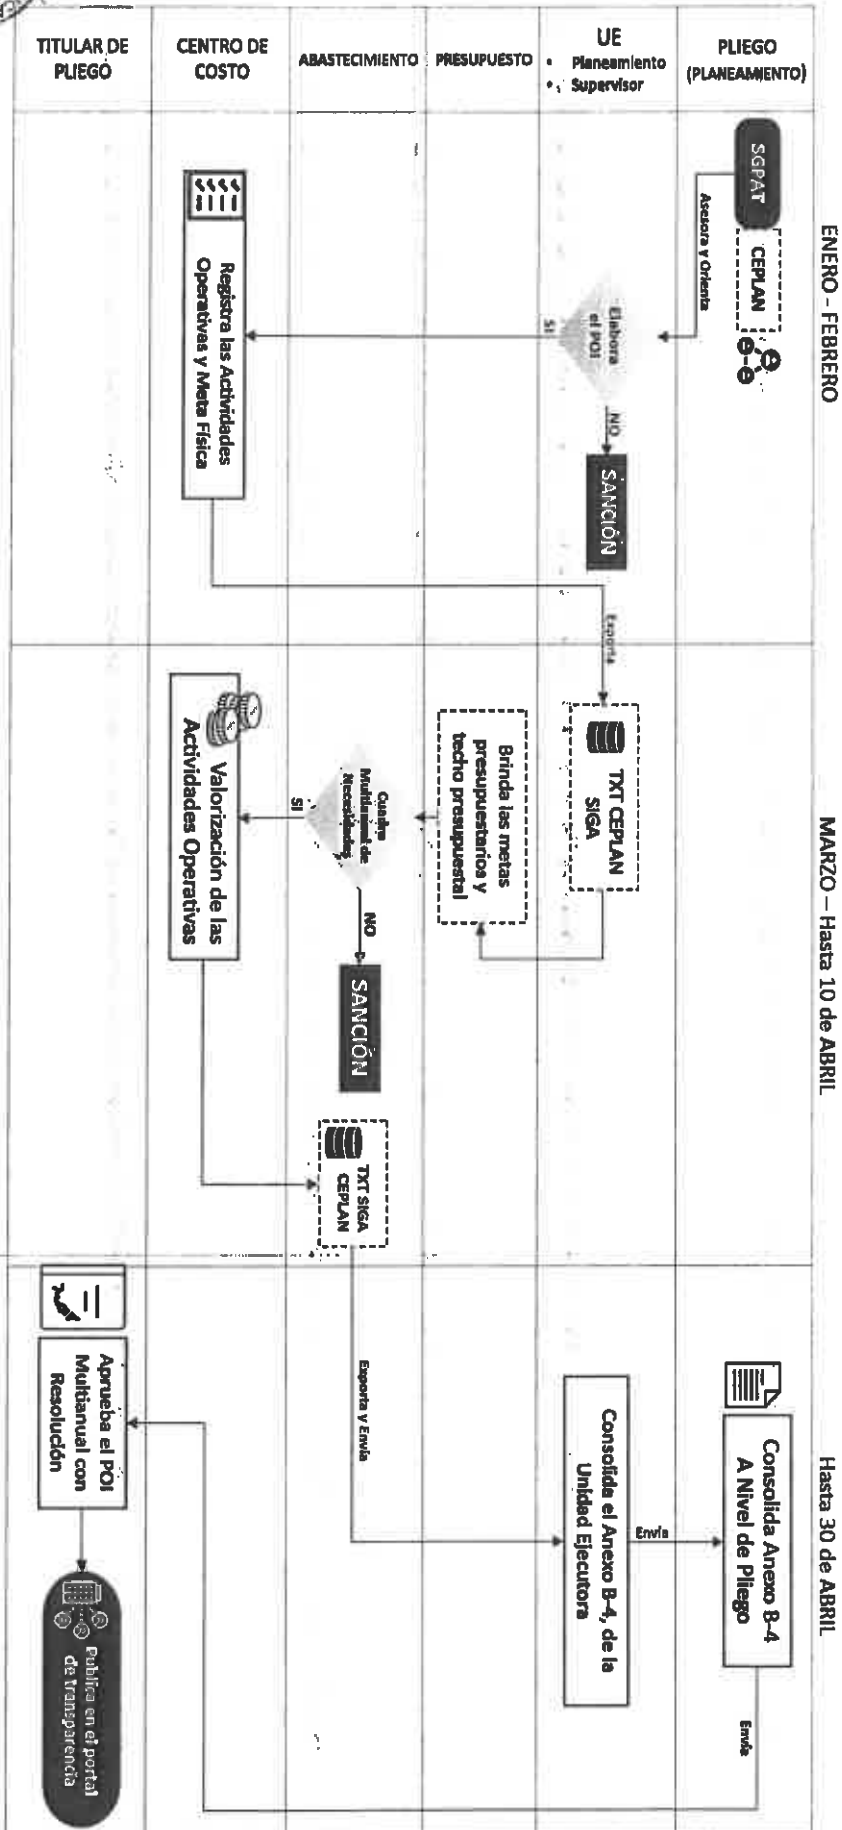 TITULAR DE
PLIEGO
CENTRO DE
COSTO
ABASTECIMIENTO
PRESUPUESTO
UE
• Planeamiento
• Supervisor
PLIEGO
(PLANEAMIENTO)
ENERO - FEBRERO
SGPAT
CEPLAN
Asesora y Orienta
Elabora
el POI
SI
NO
SANCIÓN
Registra las Actividades
Operativas y Meta Física
Exporta
MARZO – Hasta 10 de ABRIL
TXT CEPLAN
SIGA
Brinda las metas
presupuestarios y
techo presupuestal
Cuadro
Multianual de
Necesidades
SI
NO
SANCIÓN
Valorización de las
Actividades Operativas
TXT SIGA
CEPLAN
Hasta 30 de ABRIL
Exporta y Envía
Consolida el Anexo B-4, de la
Unidad Ejecutora
Envía
Consolida Anexo B-4
A Nivel de Pliego
Envía
Aprueba el POI
Multianual con
Resolución
Publica en el portal
de transparencia